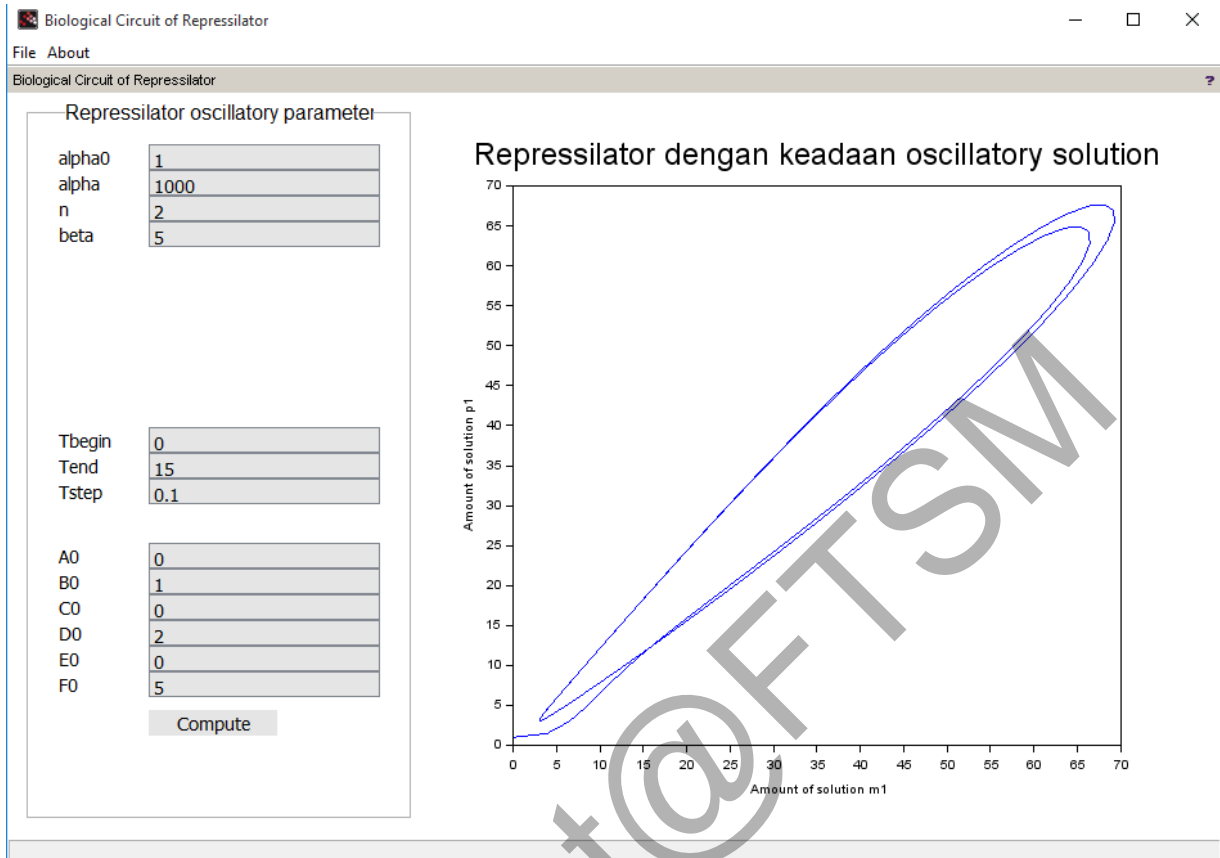 Biological Circuit of Repressilator
File About
Biological Circuit of Repressilator ?
Repressilator oscillatory parameter
alpha0 1
alpha 1000
n 2
beta 5
Tbegin 0
Tend 15
Tstep 0.1
A0 0
B0 1
C0 0
D0 2
E0 0
F0 5
Compute
Repressilator dengan keadaan oscillatory solution
70
65
60
55
50
45
40
35
30
25
20
15
10
5
0
Amount of solution p1
0 5 10 15 20 25 30 35 40 45 50 55 60 65 70
Amount of solution m1
t@FTSM